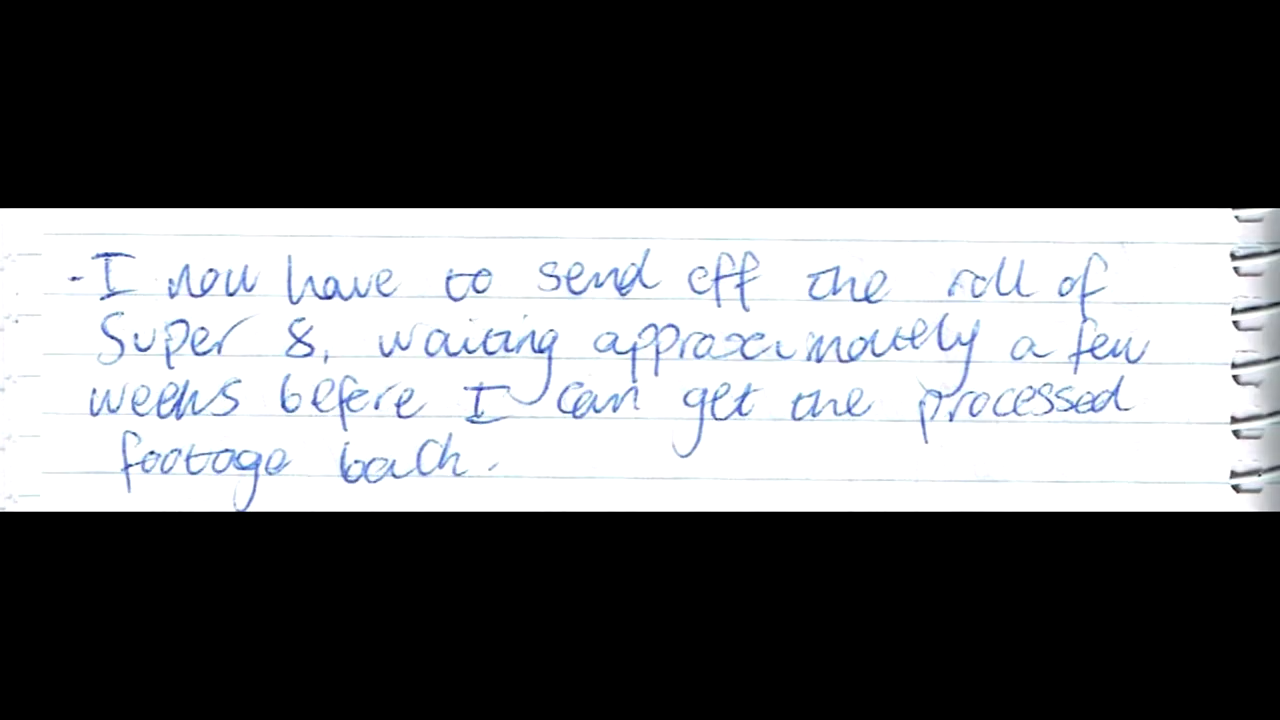 - I now have to send off the roll of
Super 8, waiting approximately a few
weeks before I can get the processed
footage back.